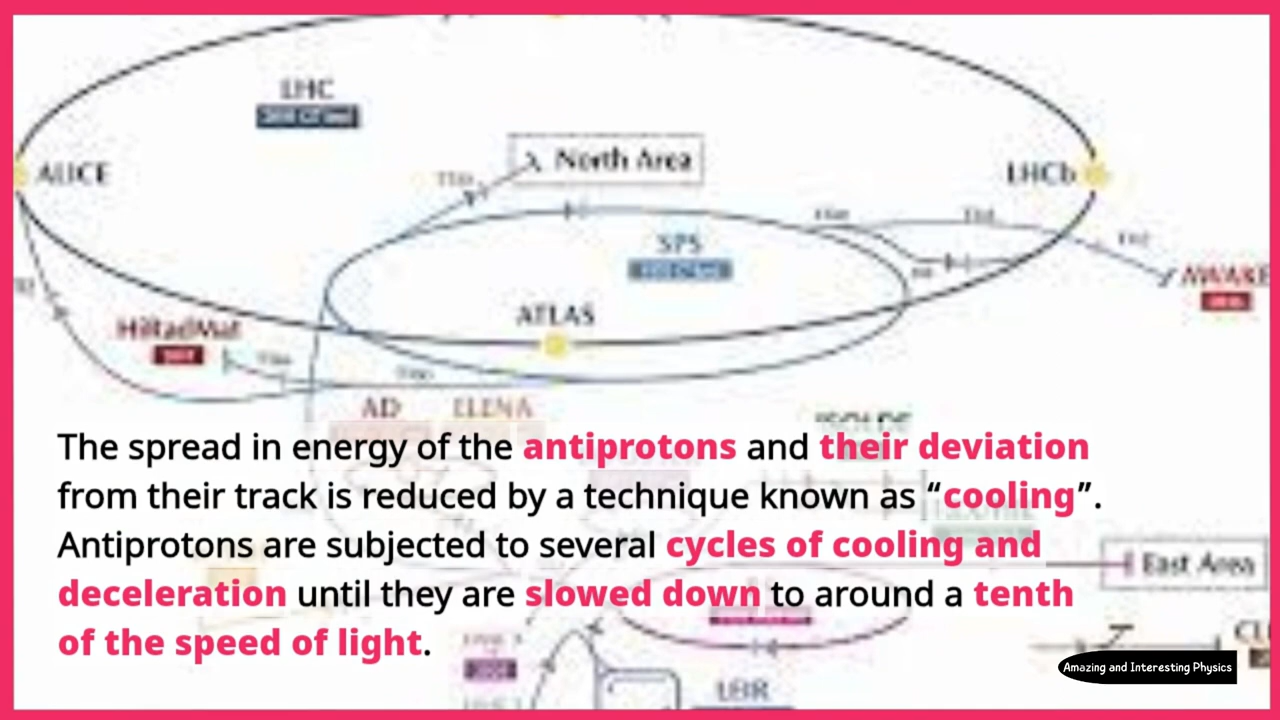 LHC
ALICE
North Area
LHCb
SPS
AWAKE
ATLAS
HiRadMat
AD ELENA
ISOLDE
The spread in energy of the antiprotons and their deviation
from their track is reduced by a technique known as “cooling”.
Antiprotons are subjected to several cycles of cooling and
deceleration until they are slowed down to around a tenth
of the speed of light.
East Area
LEIR
Amazing and Interesting Physics